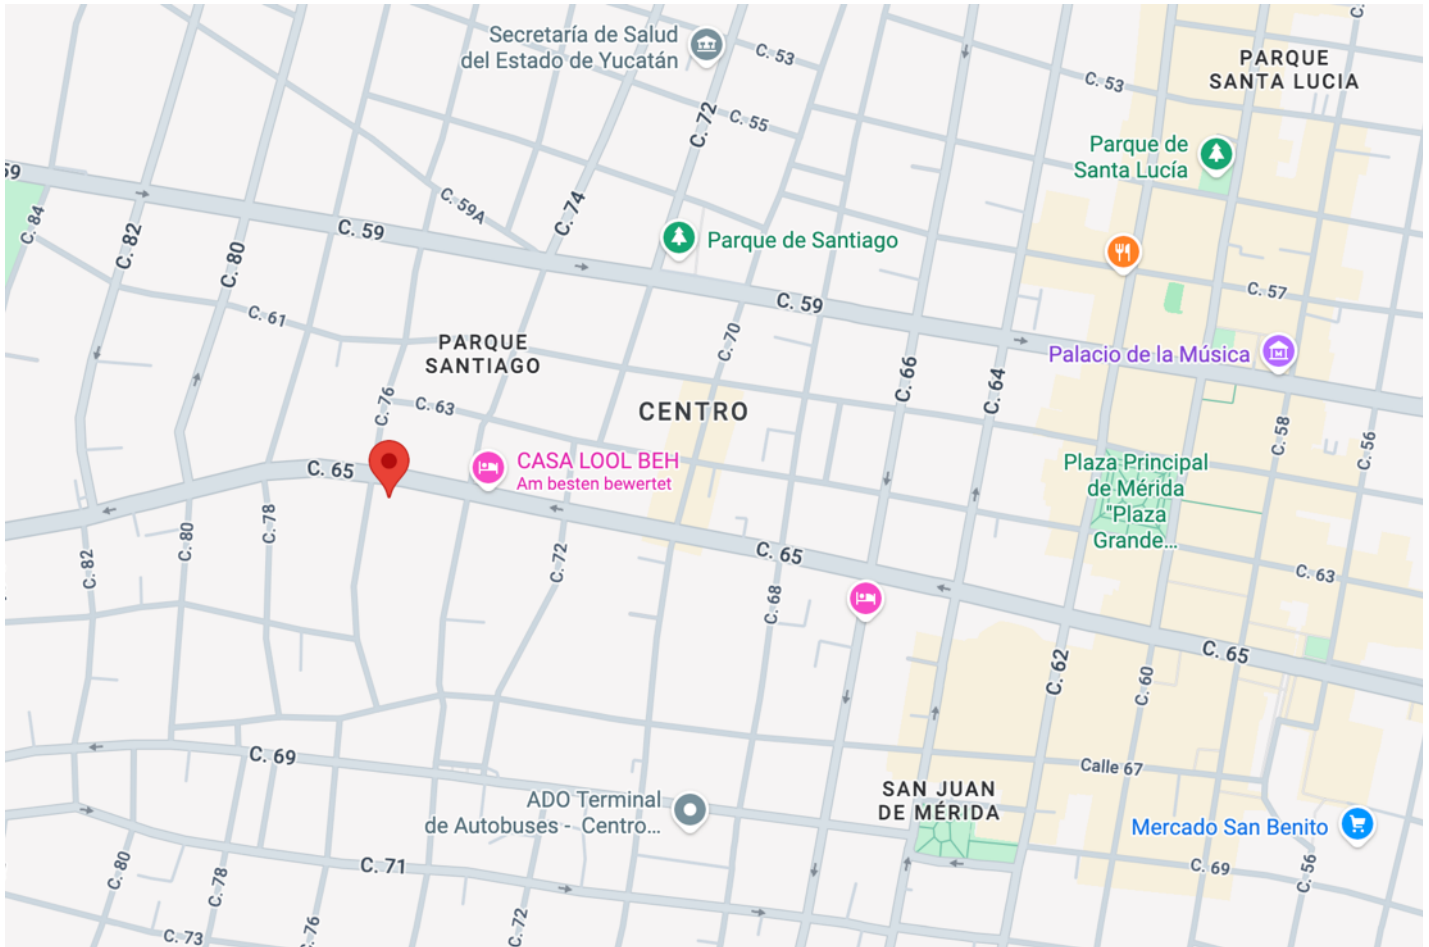 Secretaría de Salud
del Estado de Yucatán
C. 53
C. 53
C.
PARQUE
SANTA LUCIA
C. 72
C. 55
Parque de
Santa Lucía
59
C. 84
C. 82
C. 80
C. 59
C. 59A
C. 74
Parque de Santiago
C. 59
C. 57
C. 61
PARQUE
SANTIAGO
C. 70
C. 66
C. 64
Palacio de la Música
C. 76
C. 63
CENTRO
C. 58
C. 56
C. 65
CASA LOOL BEH
Am besten bewertet
Plaza Principal
de Mérida
"Plaza
Grande...
C. 82
C. 80
C. 78
C. 72
C. 65
C. 68
C. 63
C. 62
C. 60
C. 65
C. 69
Calle 67
ADO Terminal
de Autobuses - Centro...
SAN JUAN
DE MÉRIDA
Mercado San Benito
C. 80
C. 78
C. 71
C. 69
C. 56
C. 73
C. 76
C. 72